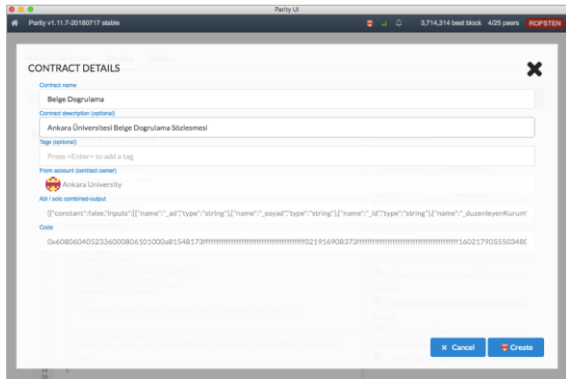 Parity UI
Parity v1.11.7-20180717 stable
3,714,314 best block 4/25 peers ROPSTEN
CONTRACT DETAILS
Contract name
Belge Dogrulama
Contract description (optional)
Ankara Üniversitesi Belge Dogrulama Sözlesmesi
Tags (optional)
Press <Enter> to add a tag
From account (contract owner)
Ankara University
Abi / solc combined-output
[{"constant":false,"inputs":[{"name":"_ad","type":"string"},{"name":"_soyad","type":"string"},{"name":"_id","type":"string"},{"name":"_duzenleyenKurum"
Code
Cancel
Create